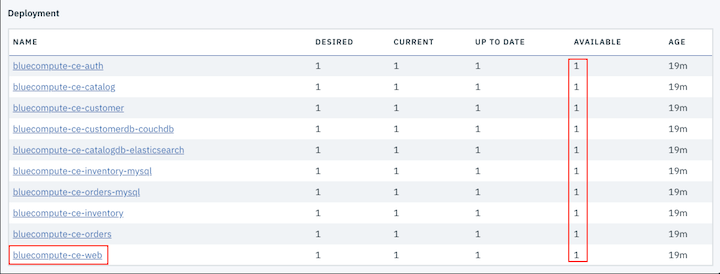 Deployment
NAME DESIRED CURRENT UP TO DATE AVAILABLE AGE
bluecompute-ce-auth 1 1 1 1 19m
bluecompute-ce-catalog 1 1 1 1 19m
bluecompute-ce-customer 1 1 1 1 19m
bluecompute-ce-customerdb-couchdb 1 1 1 1 19m
bluecompute-ce-catalogdb-elasticsearch 1 1 1 1 19m
bluecompute-ce-inventory-mysql 1 1 1 1 19m
bluecompute-ce-orders-mysql 1 1 1 1 19m
bluecompute-ce-inventory 1 1 1 1 19m
bluecompute-ce-orders 1 1 1 1 19m
bluecompute-ce-web 1 1 1 1 19m